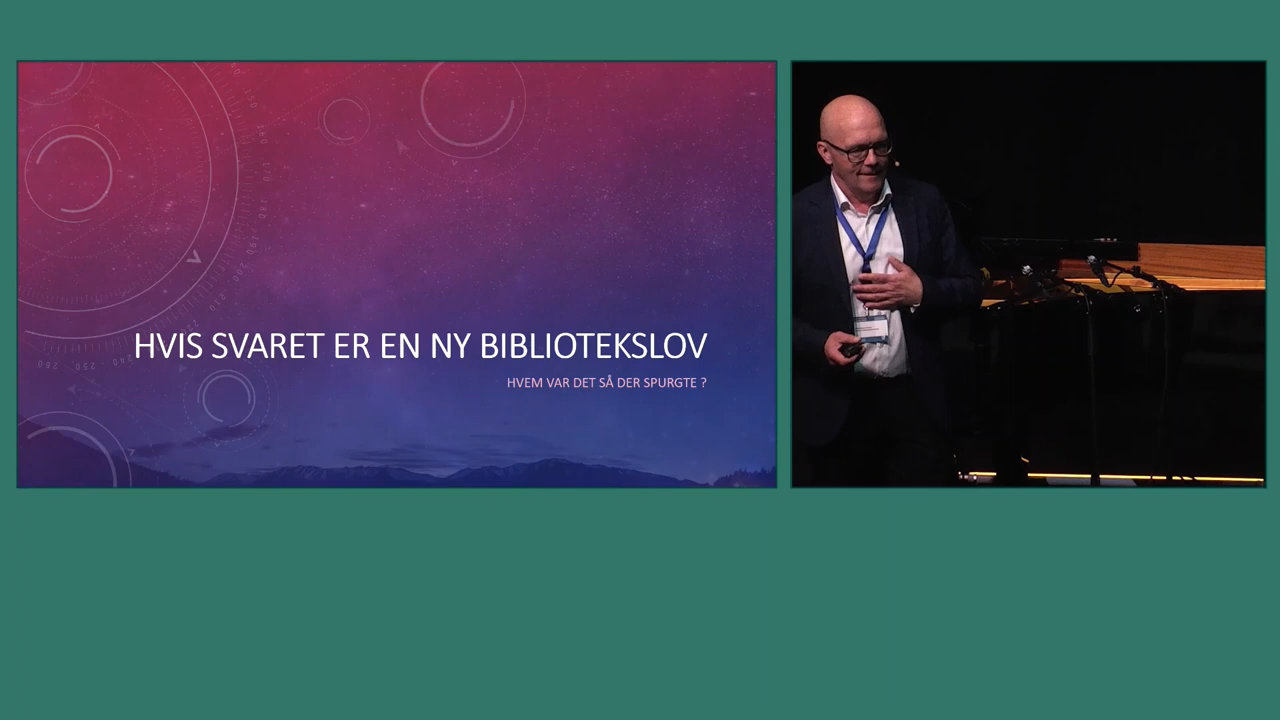 HVIS SVARET ER EN NY BIBLIOTEKSLOV
HVEM VAR DET SÅ DER SPURGTE ?